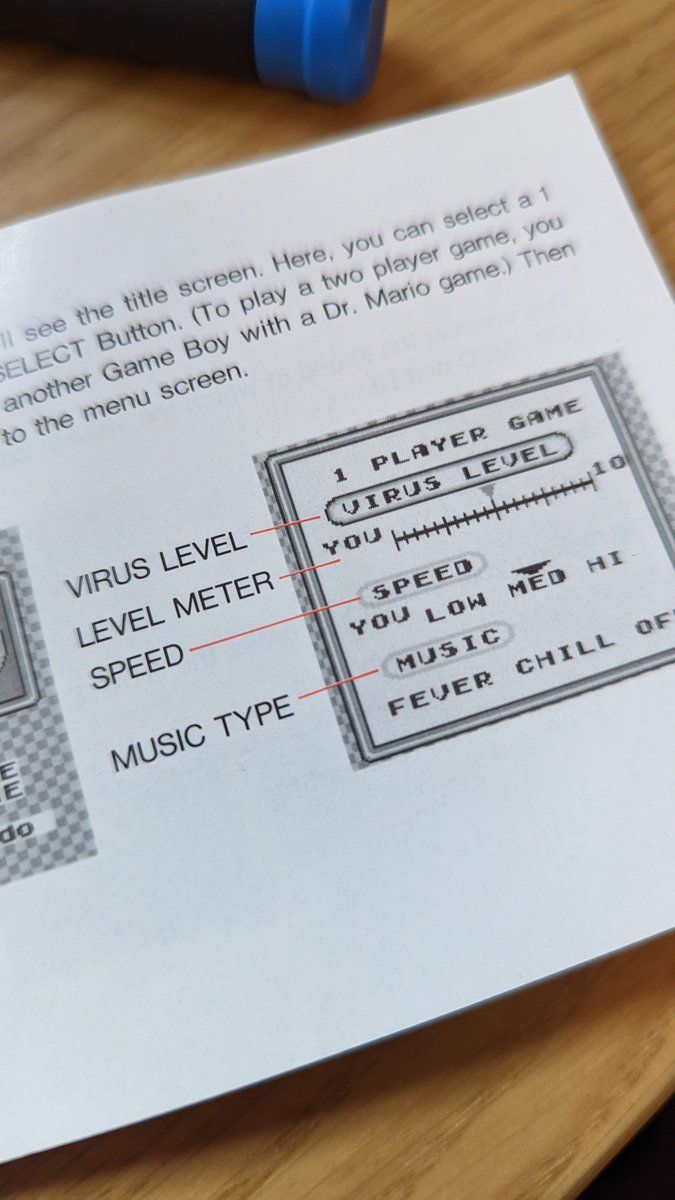 ll see the title screen. Here, you can select a 1
SELECT Button. (To play a two player game, you
another Game Boy with a Dr. Mario game.) Then
to the menu screen.
1 PLAYER GAME
VIRUS LEVEL
10
YOU
SPEED
YOU LOW MED HI
MUSIC
FEVER CHILL OF
VIRUS LEVEL
LEVEL METER
SPEED
MUSIC TYPE
E
E
do